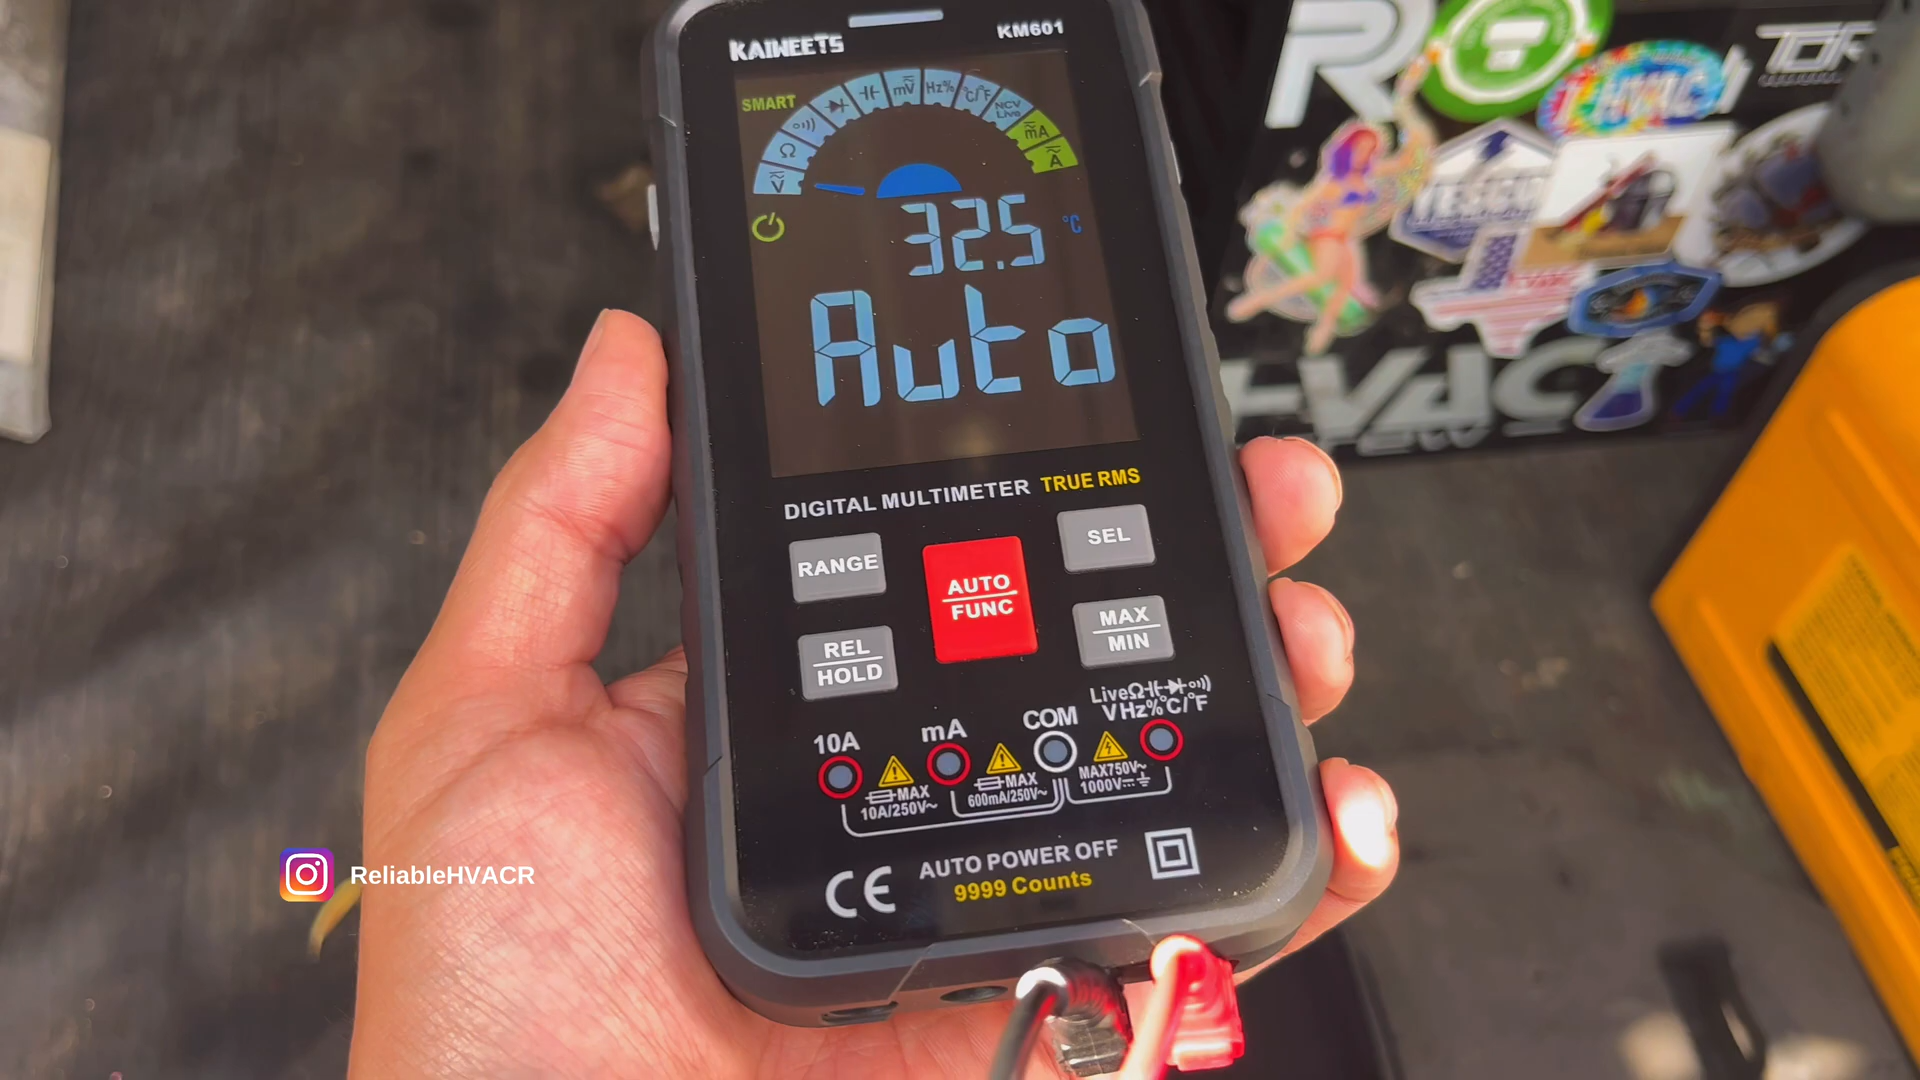 KAIWEETS
KM601
SMART
V
Ω
mV
Hz%
°C/°F
NCV
Live
mA
A
32.5 °C
Auto
DIGITAL MULTIMETER TRUE RMS
RANGE
AUTO
FUNC
SEL
REL
HOLD
MAX
MIN
LiveΩ
VHz%°C/°F
10A
mA
COM
MAX
10A/250V~
MAX
600mA/250V~
MAX750V~
1000V⎓
CE
AUTO POWER OFF
9999 Counts
ReliableHVACR
HVAC
HVAC